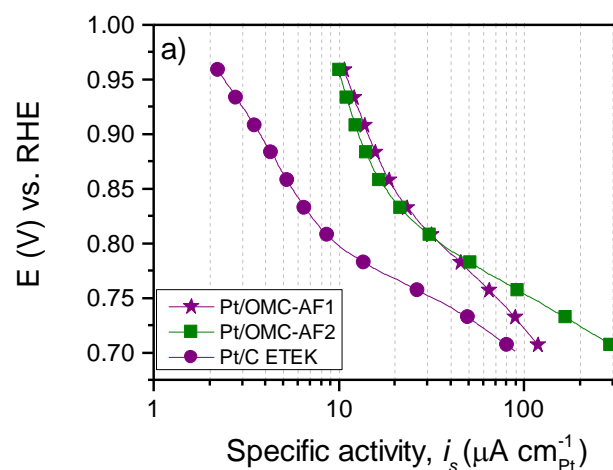 a)
1.00
0.95
0.90
0.85
0.80
0.75
0.70
E (V) vs. RHE
Pt/OMC-AF1
Pt/OMC-AF2
Pt/C ETEK
1 10 100
Specific activity, i_s (μA cm⁻¹_Pt)